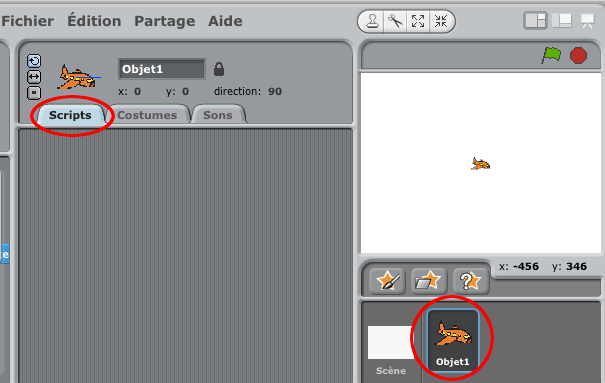 Fichier Édition Partage Aide
Objet1
x: 0 y: 0 direction: 90
Scripts Costumes Sons
x: -456 y: 346
Scène
Objet1